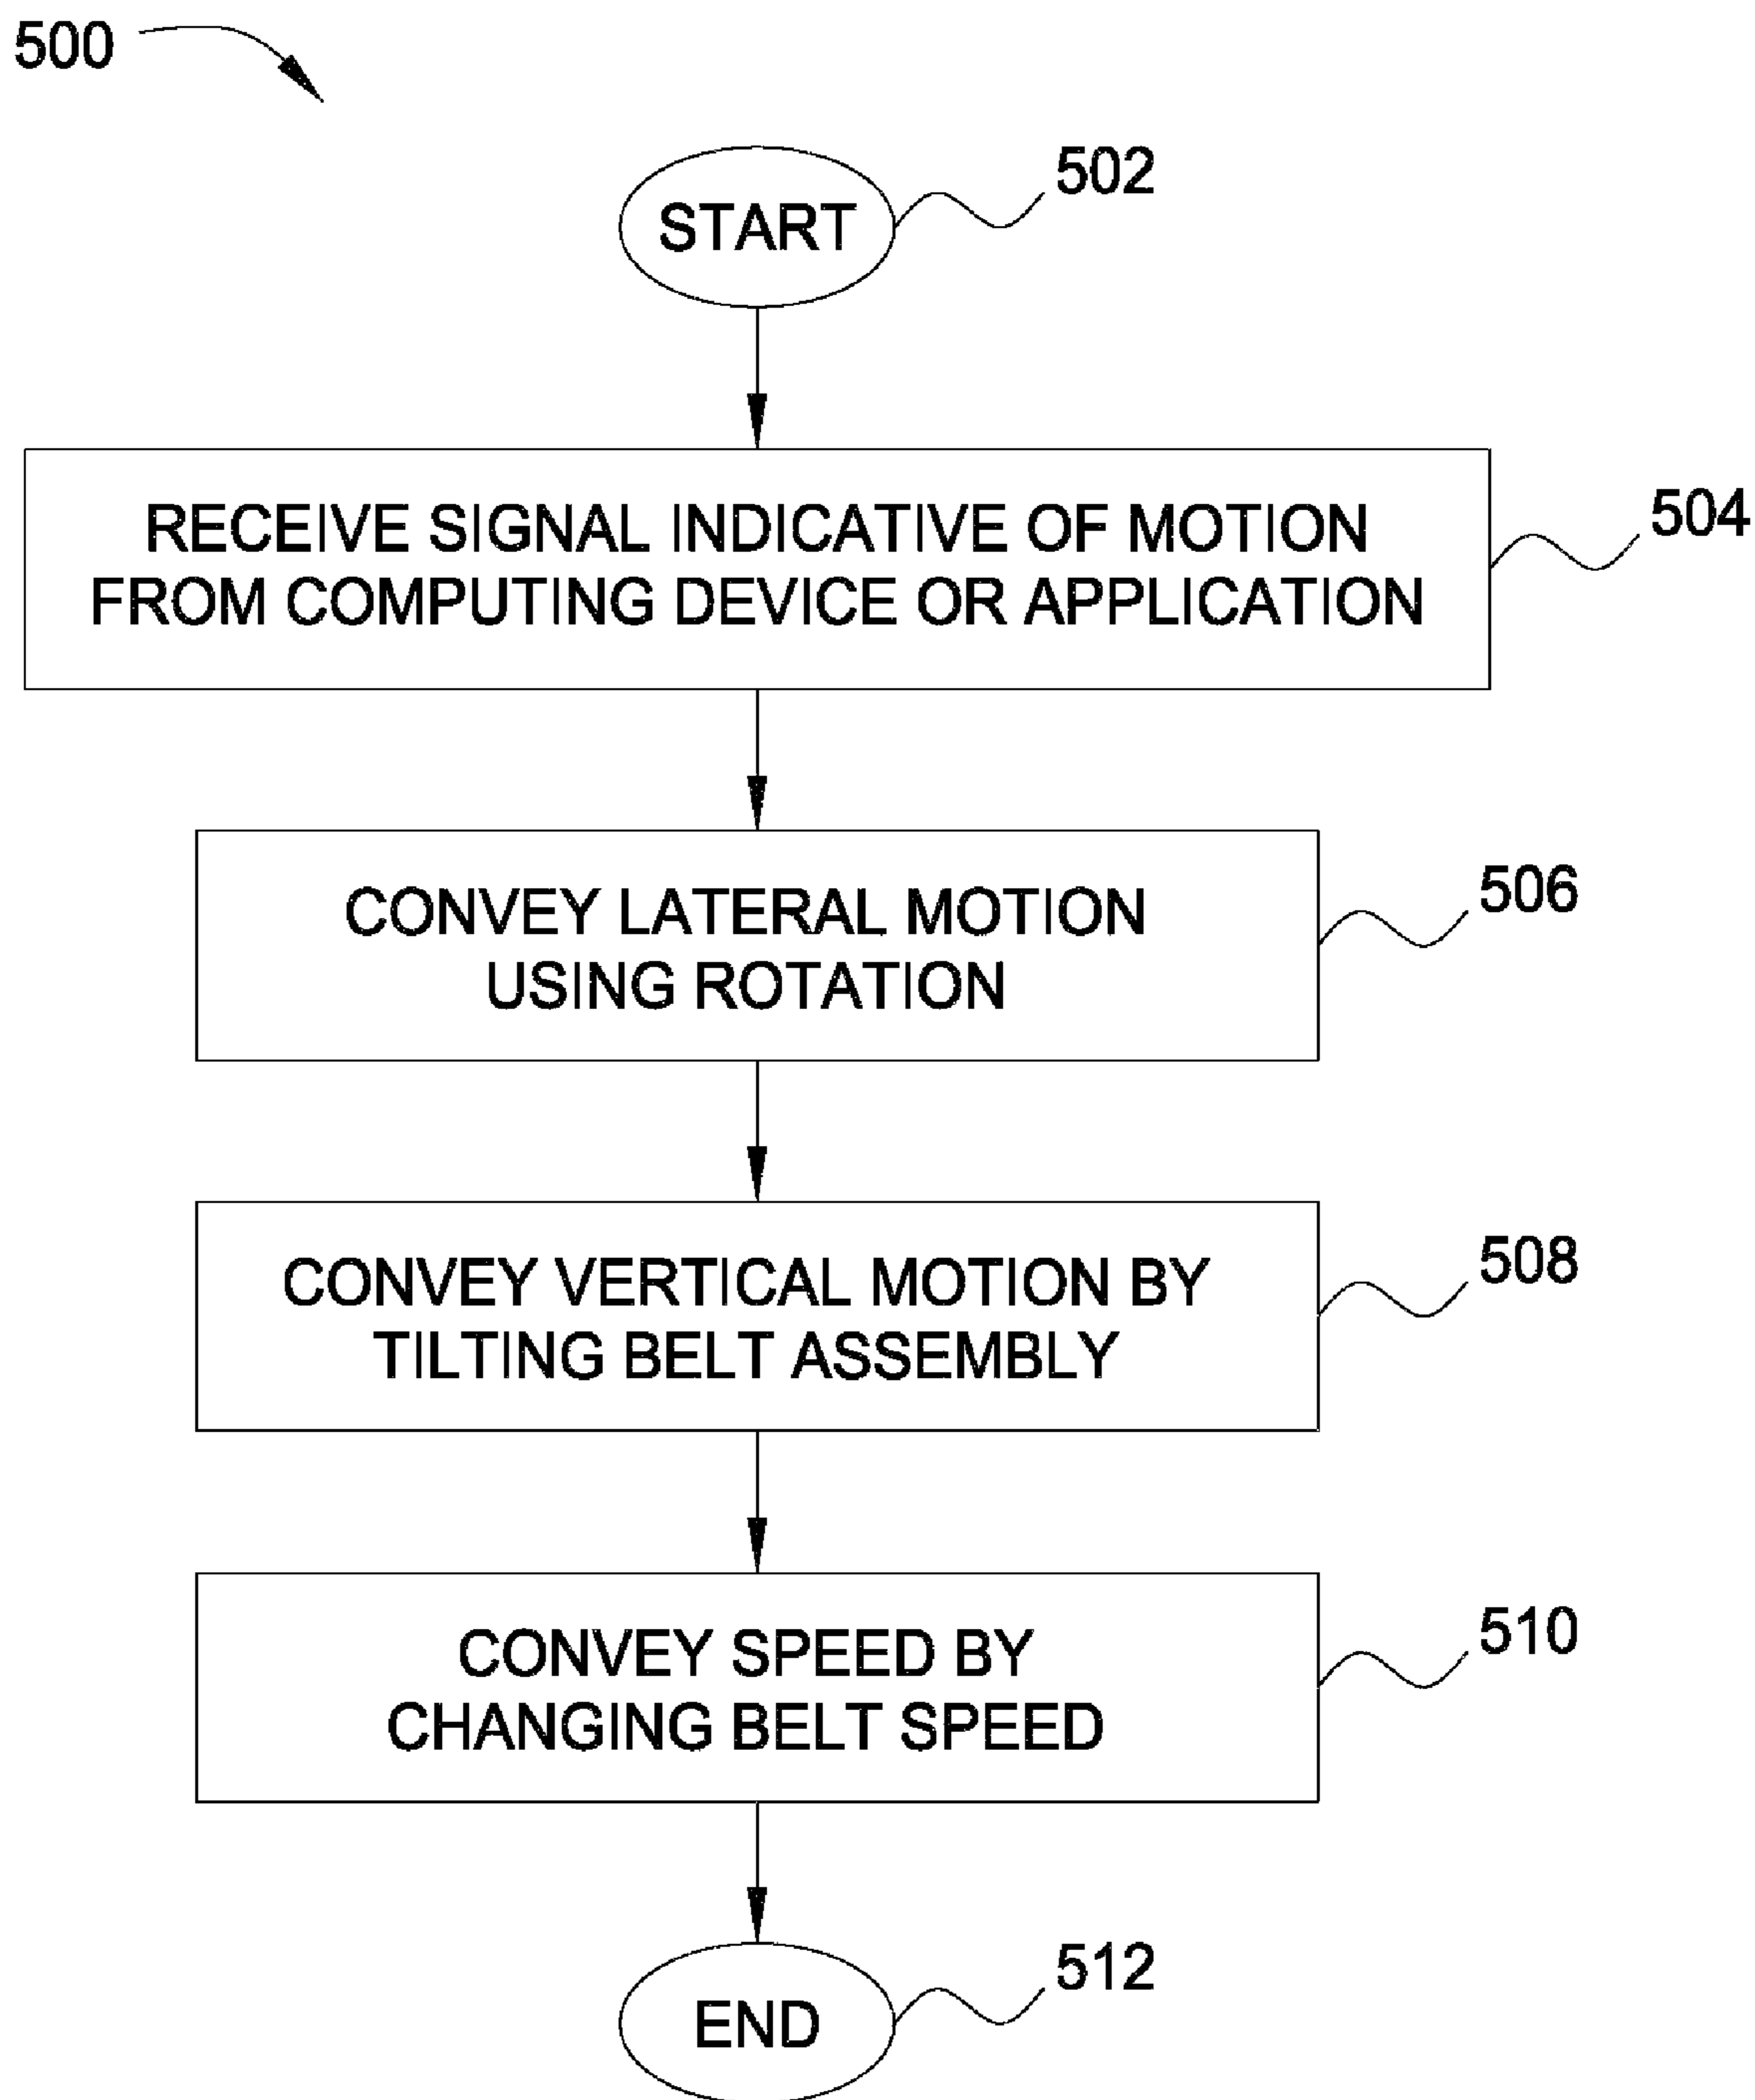 500
502
START
504
RECEIVE SIGNAL INDICATIVE OF MOTION
FROM COMPUTING DEVICE OR APPLICATION
506
CONVEY LATERAL MOTION
USING ROTATION
508
CONVEY VERTICAL MOTION BY
TILTING BELT ASSEMBLY
510
CONVEY SPEED BY
CHANGING BELT SPEED
512
END